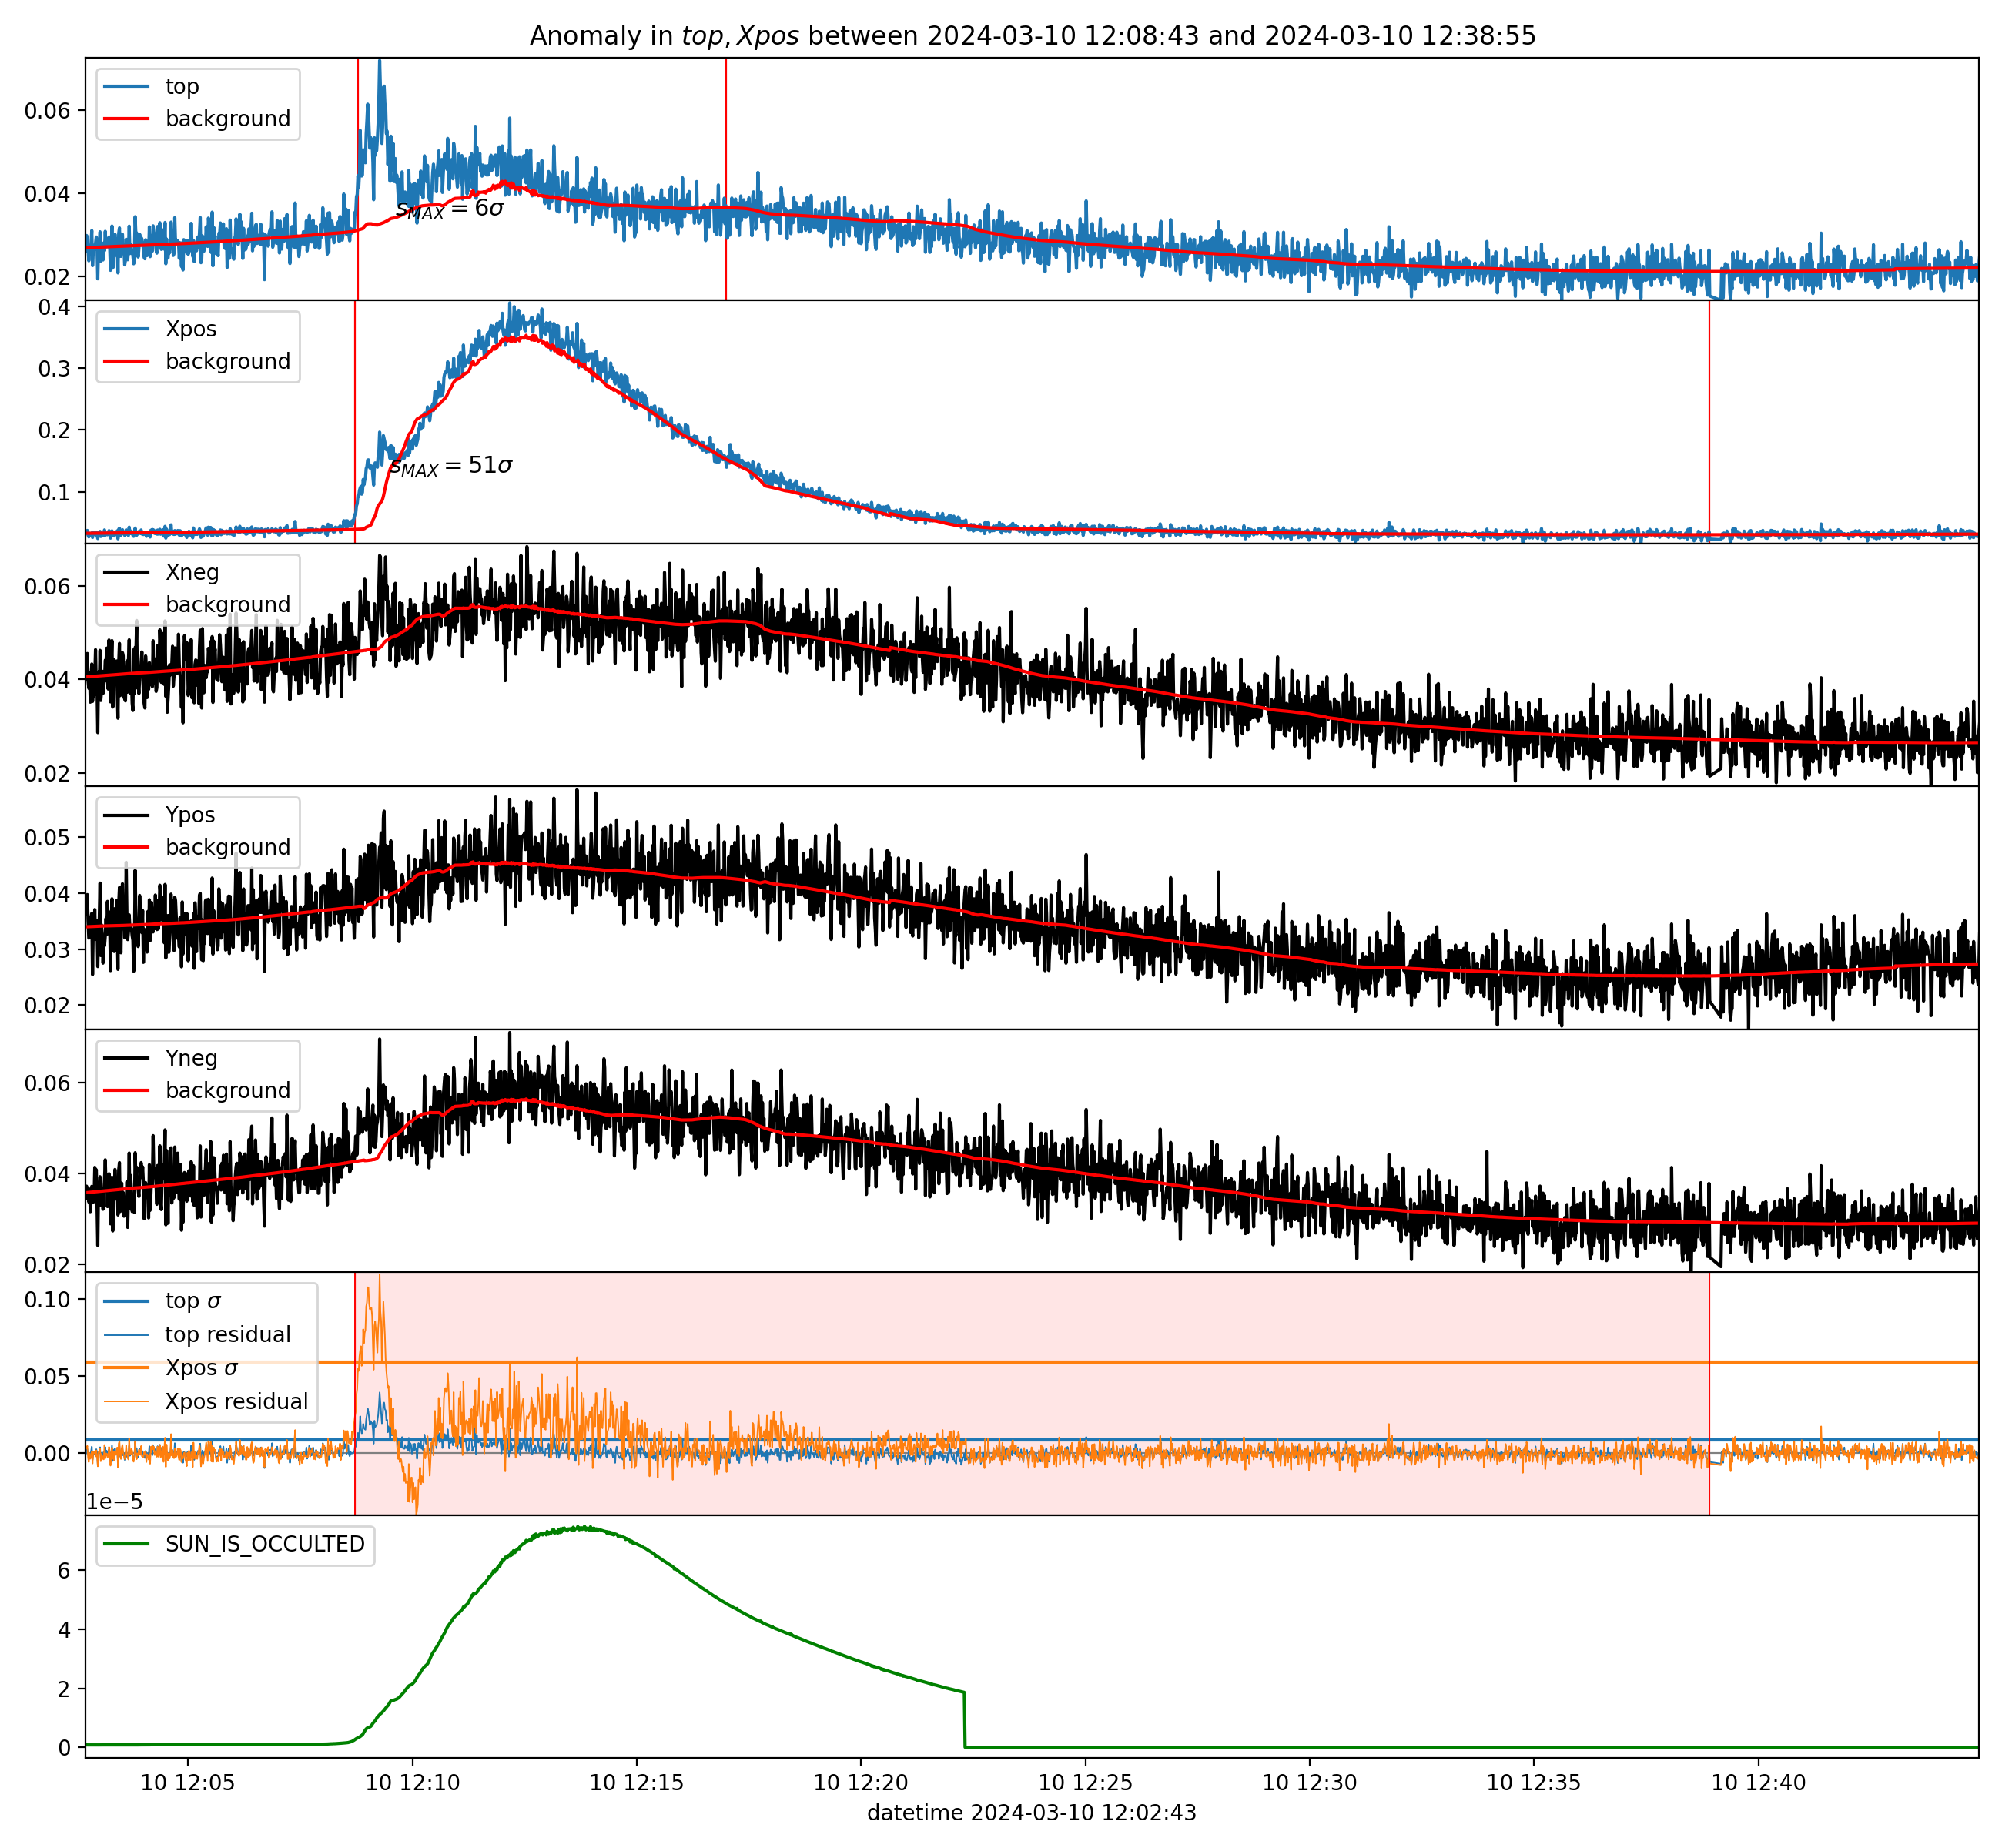 Anomaly in top, Xpos between 2024-03-10 12:08:43 and 2024-03-10 12:38:55
top
background
0.06
0.04
0.02
sMAX = 6σ
Xpos
background
0.4
0.3
0.2
0.1
sMAX = 51σ
Xneg
background
0.06
0.04
0.02
Ypos
background
0.05
0.04
0.03
0.02
Yneg
background
0.06
0.04
0.02
top σ
top residual
Xpos σ
Xpos residual
0.10
0.05
0.00
1e−5
SUN_IS_OCCULTED
6
4
2
0
10 12:05 10 12:10 10 12:15 10 12:20 10 12:25 10 12:30 10 12:35 10 12:40
datetime 2024-03-10 12:02:43